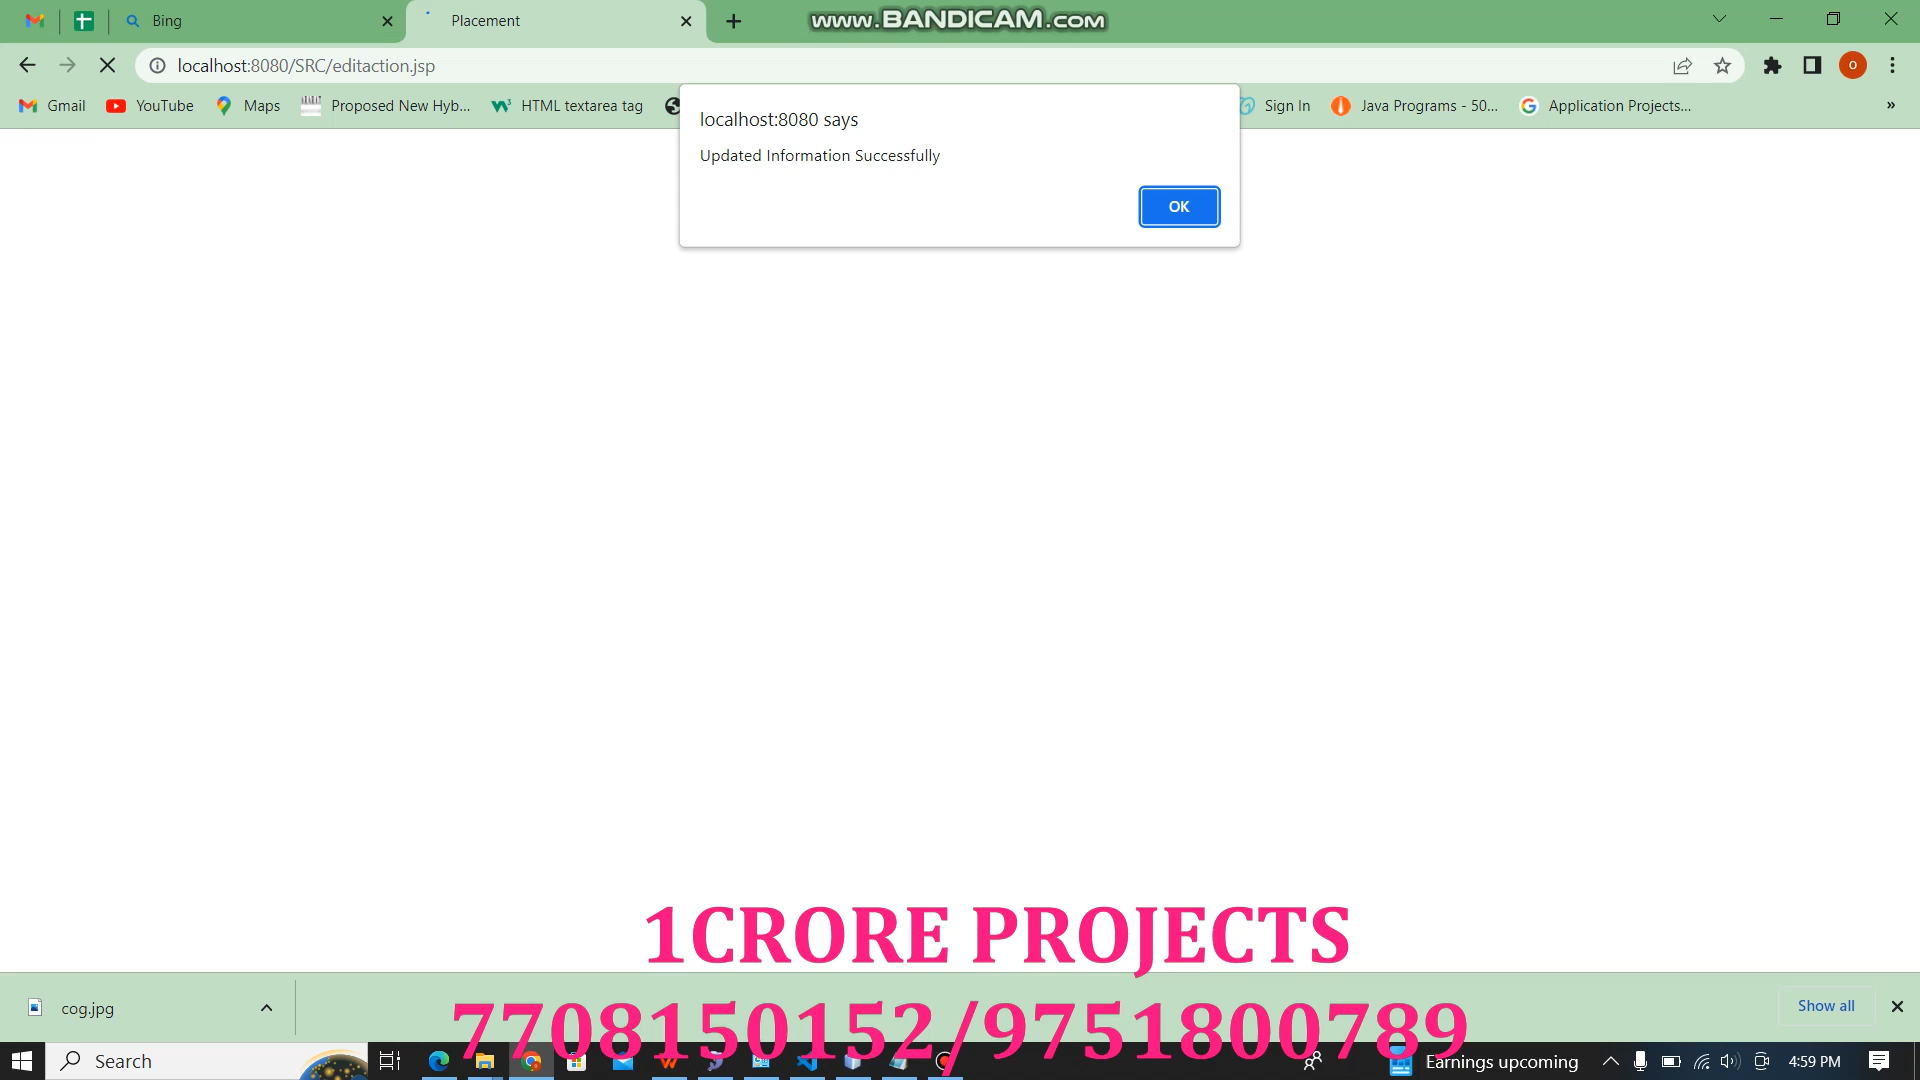 Bing
Placement
www.BANDICAM.com
localhost:8080/SRC/editaction.jsp
O
Gmail
YouTube
Maps
Proposed New Hyb...
HTML textarea tag
Sign In
Java Programs - 50...
Application Projects...
»
localhost:8080 says
Updated Information Successfully
OK
1CRORE PROJECTS
7708150152/9751800789
cog.jpg
Show all
Search
Earnings upcoming
4:59 PM